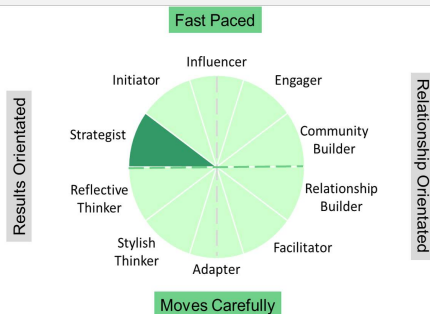 Fast Paced
Influencer
Initiator
Engager
Strategist
Community
Builder
Results Orientated
Relationship Orientated
Reflective
Thinker
Relationship
Builder
Stylish
Thinker
Facilitator
Adapter
Moves Carefully